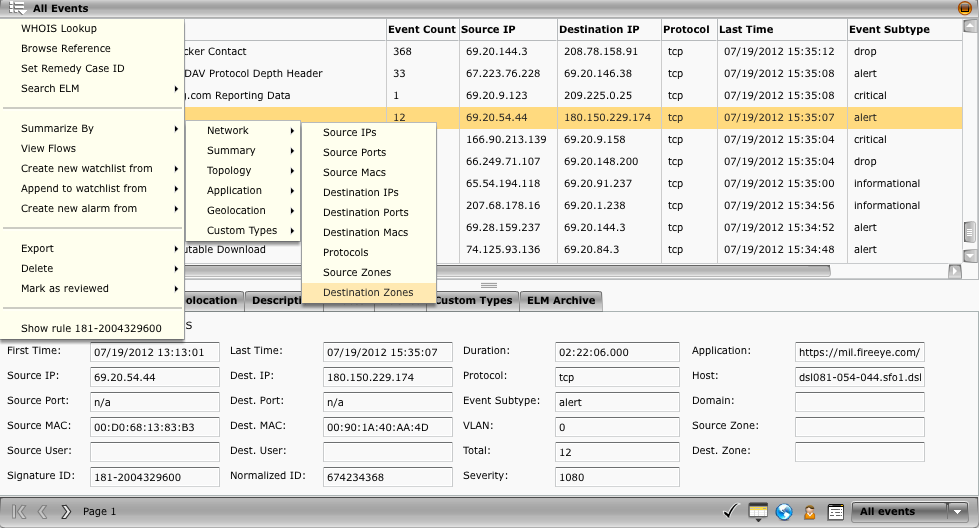 All Events
WHOIS Lookup
Browse Reference
Set Remedy Case ID
Search ELM
Summarize By
View Flows
Create new watchlist from
Append to watchlist from
Create new alarm from
Export
Delete
Mark as reviewed
Show rule 181-2004329600
Network
Summary
Topology
Application
Geolocation
Custom Types
Source IPs
Source Ports
Source Macs
Destination IPs
Destination Ports
Destination Macs
Protocols
Source Zones
Destination Zones
Event Count Source IP Destination IP Protocol Last Time Event Subtype
cker Contact 368 69.20.144.3 208.78.158.91 tcp 07/19/2012 15:35:12 drop
DAV Protocol Depth Header 33 67.223.76.228 69.20.146.38 tcp 07/19/2012 15:35:08 alert
g.com Reporting Data 1 69.20.9.123 209.225.0.25 tcp 07/19/2012 15:35:08 critical
12 69.20.54.44 180.150.229.174 tcp 07/19/2012 15:35:07 alert
166.90.213.139 69.20.9.158 tcp 07/19/2012 15:35:04 critical
66.249.71.107 69.20.148.200 tcp 07/19/2012 15:35:04 drop
65.54.194.118 69.20.91.237 tcp 07/19/2012 15:35:00 informational
207.68.178.16 69.20.1.238 tcp 07/19/2012 15:34:56 informational
69.28.159.237 69.20.144.3 tcp 07/19/2012 15:34:52 alert
utable Download 74.125.93.136 69.20.84.3 tcp 07/19/2012 15:34:48 alert
olocation Descripti Custom Types ELM Archive
First Time: 07/19/2012 13:13:01 Last Time: 07/19/2012 15:35:07 Duration: 02:22:06.000 Application: https://mil.fireeye.com/
Source IP: 69.20.54.44 Dest. IP: 180.150.229.174 Protocol: tcp Host: dsl081-054-044.sfo1.dsl
Source Port: n/a Dest. Port: n/a Event Subtype: alert Domain:
Source MAC: 00:D0:68:13:83:B3 Dest. MAC: 00:90:1A:40:AA:4D VLAN: 0 Source Zone:
Source User: Dest. User: Total: 12 Dest. Zone:
Signature ID: 181-2004329600 Normalized ID: 674234368 Severity: 1080
Page 1 All events